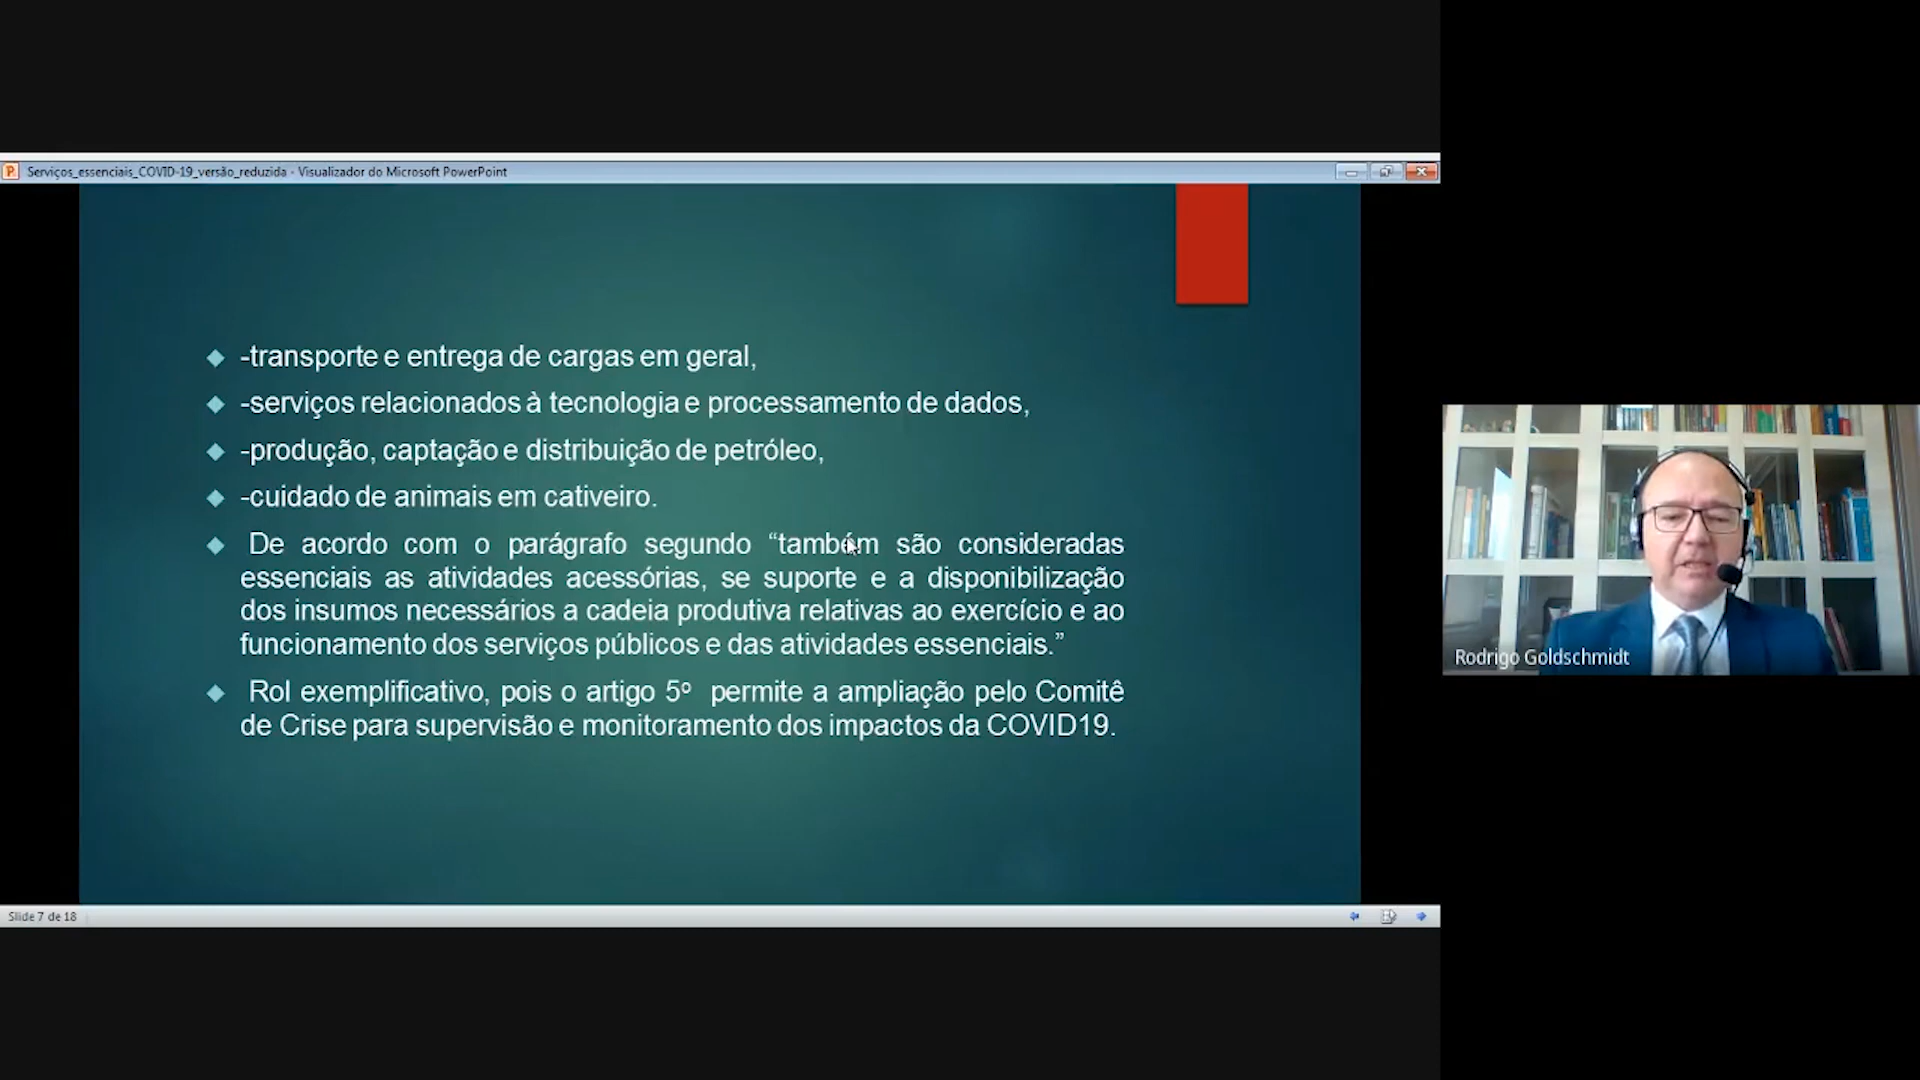 Serviços_essenciais_COVID-19_versão_reduzida - Visualizador do Microsoft PowerPoint
-transporte e entrega de cargas em geral,
-serviços relacionados à tecnologia e processamento de dados,
-produção, captação e distribuição de petróleo,
-cuidado de animais em cativeiro.
De acordo com o parágrafo segundo “também são consideradas
essenciais as atividades acessórias, se suporte e a disponibilização
dos insumos necessários a cadeia produtiva relativas ao exercício e ao
funcionamento dos serviços públicos e das atividades essenciais.”
Rol exemplificativo, pois o artigo 5º permite a ampliação pelo Comitê
de Crise para supervisão e monitoramento dos impactos da COVID19.
Rodrigo Goldschmidt
Slide 7 de 18